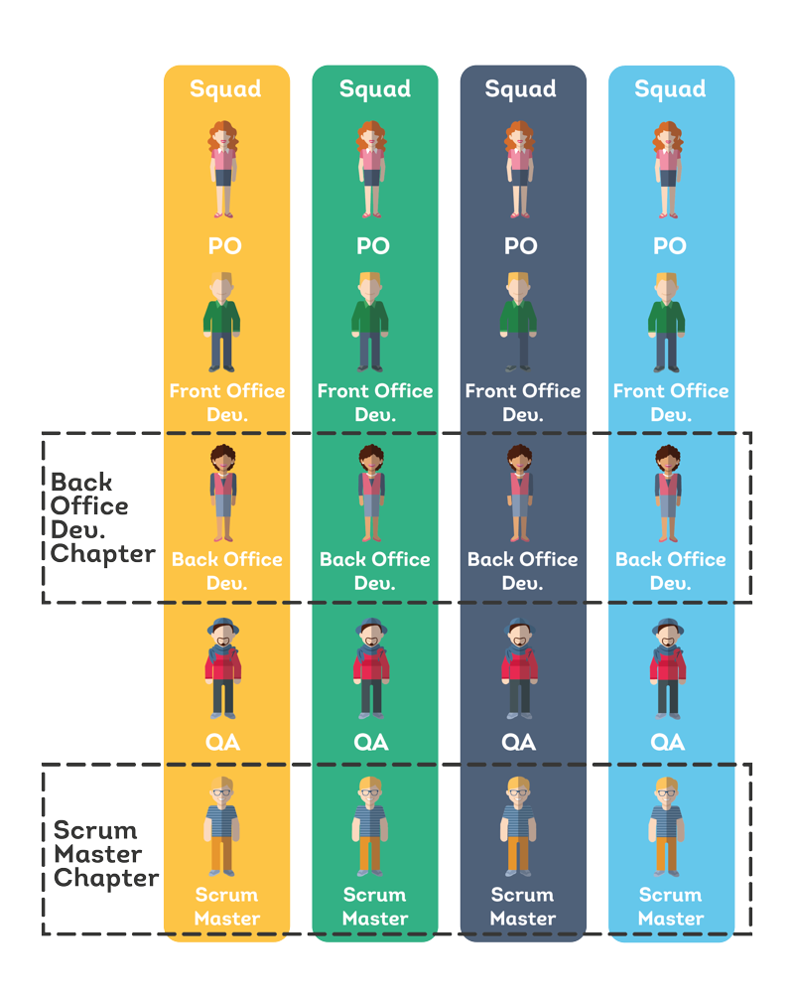 Squad Squad Squad Squad
PO PO PO PO
Front Office Front Office Front Office Front Office
Dev. Dev. Dev. Dev.
Back
Office
Dev.
Chapter
Back Office Back Office Back Office Back Office
Dev. Dev. Dev. Dev.
QA QA QA QA
Scrum
Master
Chapter
Scrum Scrum Scrum Scrum
Master Master Master Master